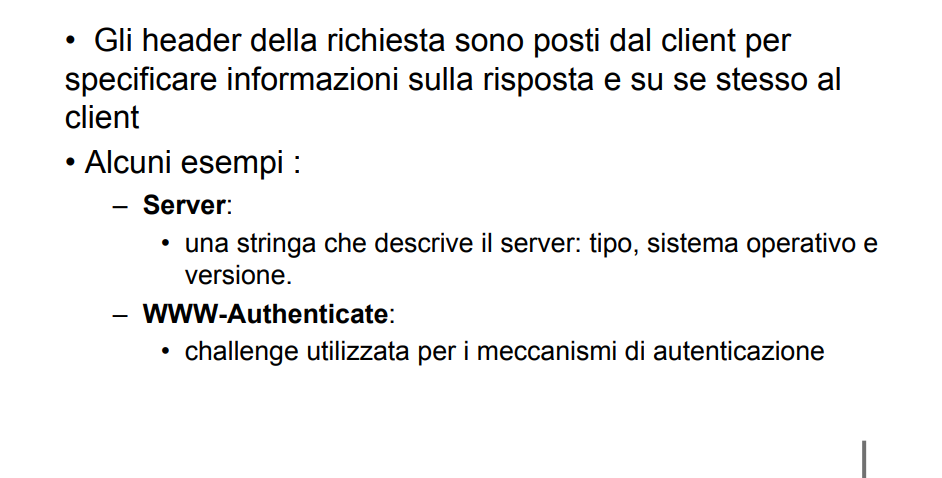 • Gli header della richiesta sono posti dal client per
specificare informazioni sulla risposta e su se stesso al
client
• Alcuni esempi :
– Server:
• una stringa che descrive il server: tipo, sistema operativo e
versione.
– WWW-Authenticate:
• challenge utilizzata per i meccanismi di autenticazione